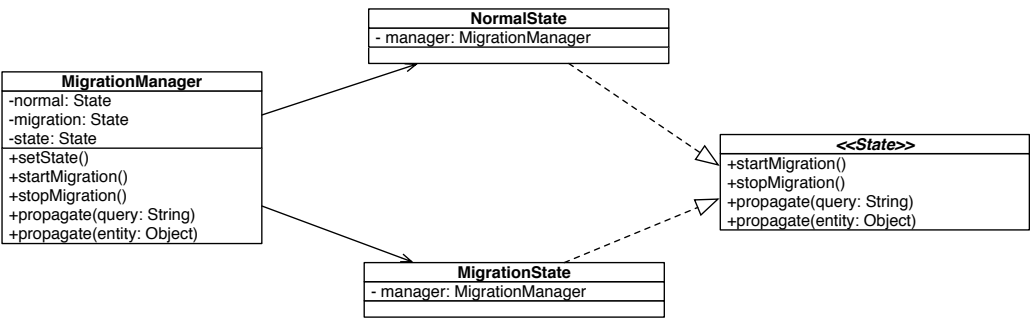 NormalState
- manager: MigrationManager
MigrationManager
-normal: State
-migration: State
-state: State
+setState()
+startMigration()
+stopMigration()
+propagate(query: String)
+propagate(entity: Object)
<<State>>
+startMigration()
+stopMigration()
+propagate(query: String)
+propagate(entity: Object)
MigrationState
- manager: MigrationManager